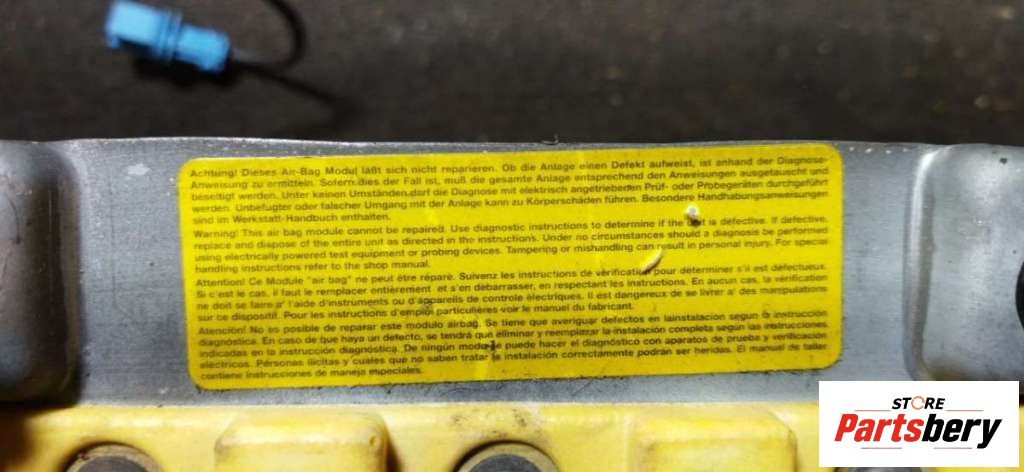 Achtung! Dieses Air-Bag Modul läßt sich nicht reparieren. Ob die Anlage einen Defekt aufweist, ist anhand der Diagnose-
Anweisung zu ermitteln. Sofern dies der Fall ist, muß die gesamte Anlage entsprechend den Anweisungen ausgetauscht und
beseitigt werden. Unter keinen Umständen darf die Diagnose mit elektrisch angetriebenen Prüf- oder Probegeräten durchgeführt
werden. Unbefugter oder falscher Umgang mit der Anlage kann zu Körperschäden führen. Besondere Handhabungsanweisungen
sind im Werkstatt-Handbuch enthalten.
Warning! This air bag module cannot be repaired. Use diagnostic instructions to determine if the unit is defective. If defective,
replace and dispose of the entire unit as directed in the instructions. Under no circumstances should a diagnosis be performed
using electrically powered test equipment or probing devices. Tampering or mishandling can result in personal injury. For special
handling instructions refer to the shop manual.
Attention! Ce Module "air bag" ne peut être réparé. Suivenz les instructions de vérification pour déterminer s'il est défectueux.
Si c'est le cas, il faut le remplacer entièrement et s'en débarrasser, en respectant les instructions. En aucun cas, la vérification
ne doit se faire a' l'aide d'instruments ou d'appareils de controle électriques. Il est dangereux de se livrer a' des manipulations
sur ce dispositif. Pour les instructions d'emploi particulières voir le manuel du fabricant.
Atención! No es posible de reparar este modulo airbag. Se tiene que averiguar defectos en lainstalación segun la instrucción
diagnóstica. En caso de que haya un defecto, se tendrá que eliminar y reemplazar la instalación completa según las instrucciones
indicadas en la instrucción diagnóstica. De ningún modo se puede hacer el diagnóstico con aparatos de prueba y verificación
eléctricos. Pérsonas ilícitas y cuales que no saben tratar la instalación correctamente podrán ser heridas. El manual de taller
contiene instrucciones de manejo especiales.
STORE
Partsbery